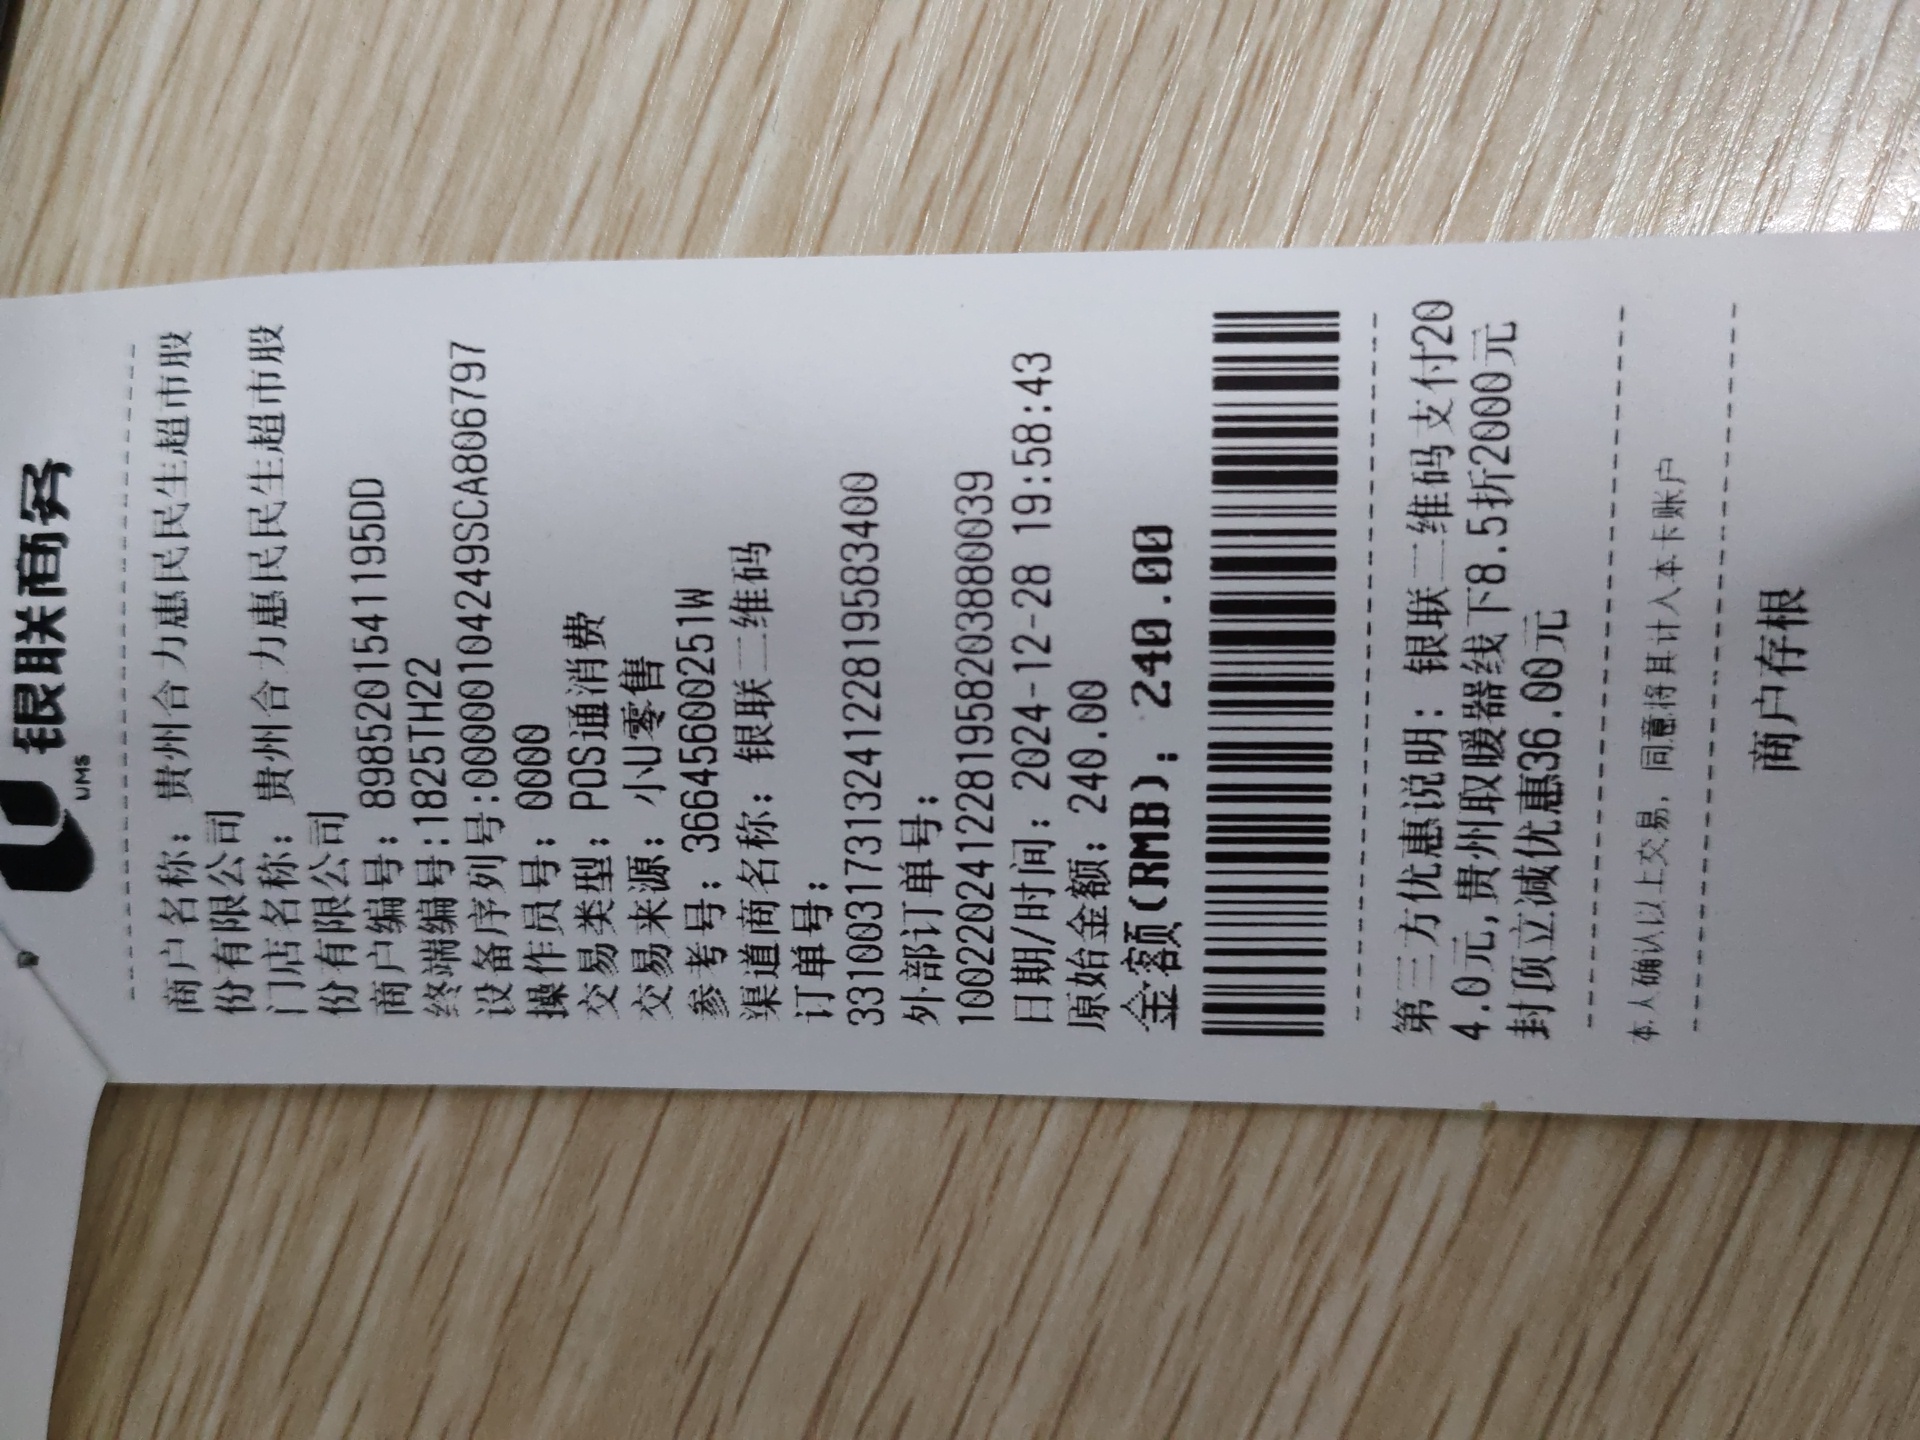 银联商务
UMS
商户名称: 贵州合力惠民民生超市股
份有限公司
门店名称: 贵州合力惠民民生超市股
份有限公司
商户编号: 89852015411195DD
终端编号:1825TH22
设备序列号:0000010424​9SCA806797
操作员号: 0000
交易类型: POS通消费
交易来源: 小U零售
参考号: 36645600251W
渠道商名称: 银联二维码
订单号:
33100317313241228195834​00
外部订单号:
10022024122819582038800​39
日期/时间: 2024-12-28 19:58:43
原始金额: 240.00
金额(RMB): 240.00
第三方优惠说明: 银联二维码支付20
4.0元,贵州取暖器线下8.5折2000元
封顶立减优惠36.00元
本人确认以上交易, 同意将其计入本卡账户
商户存根